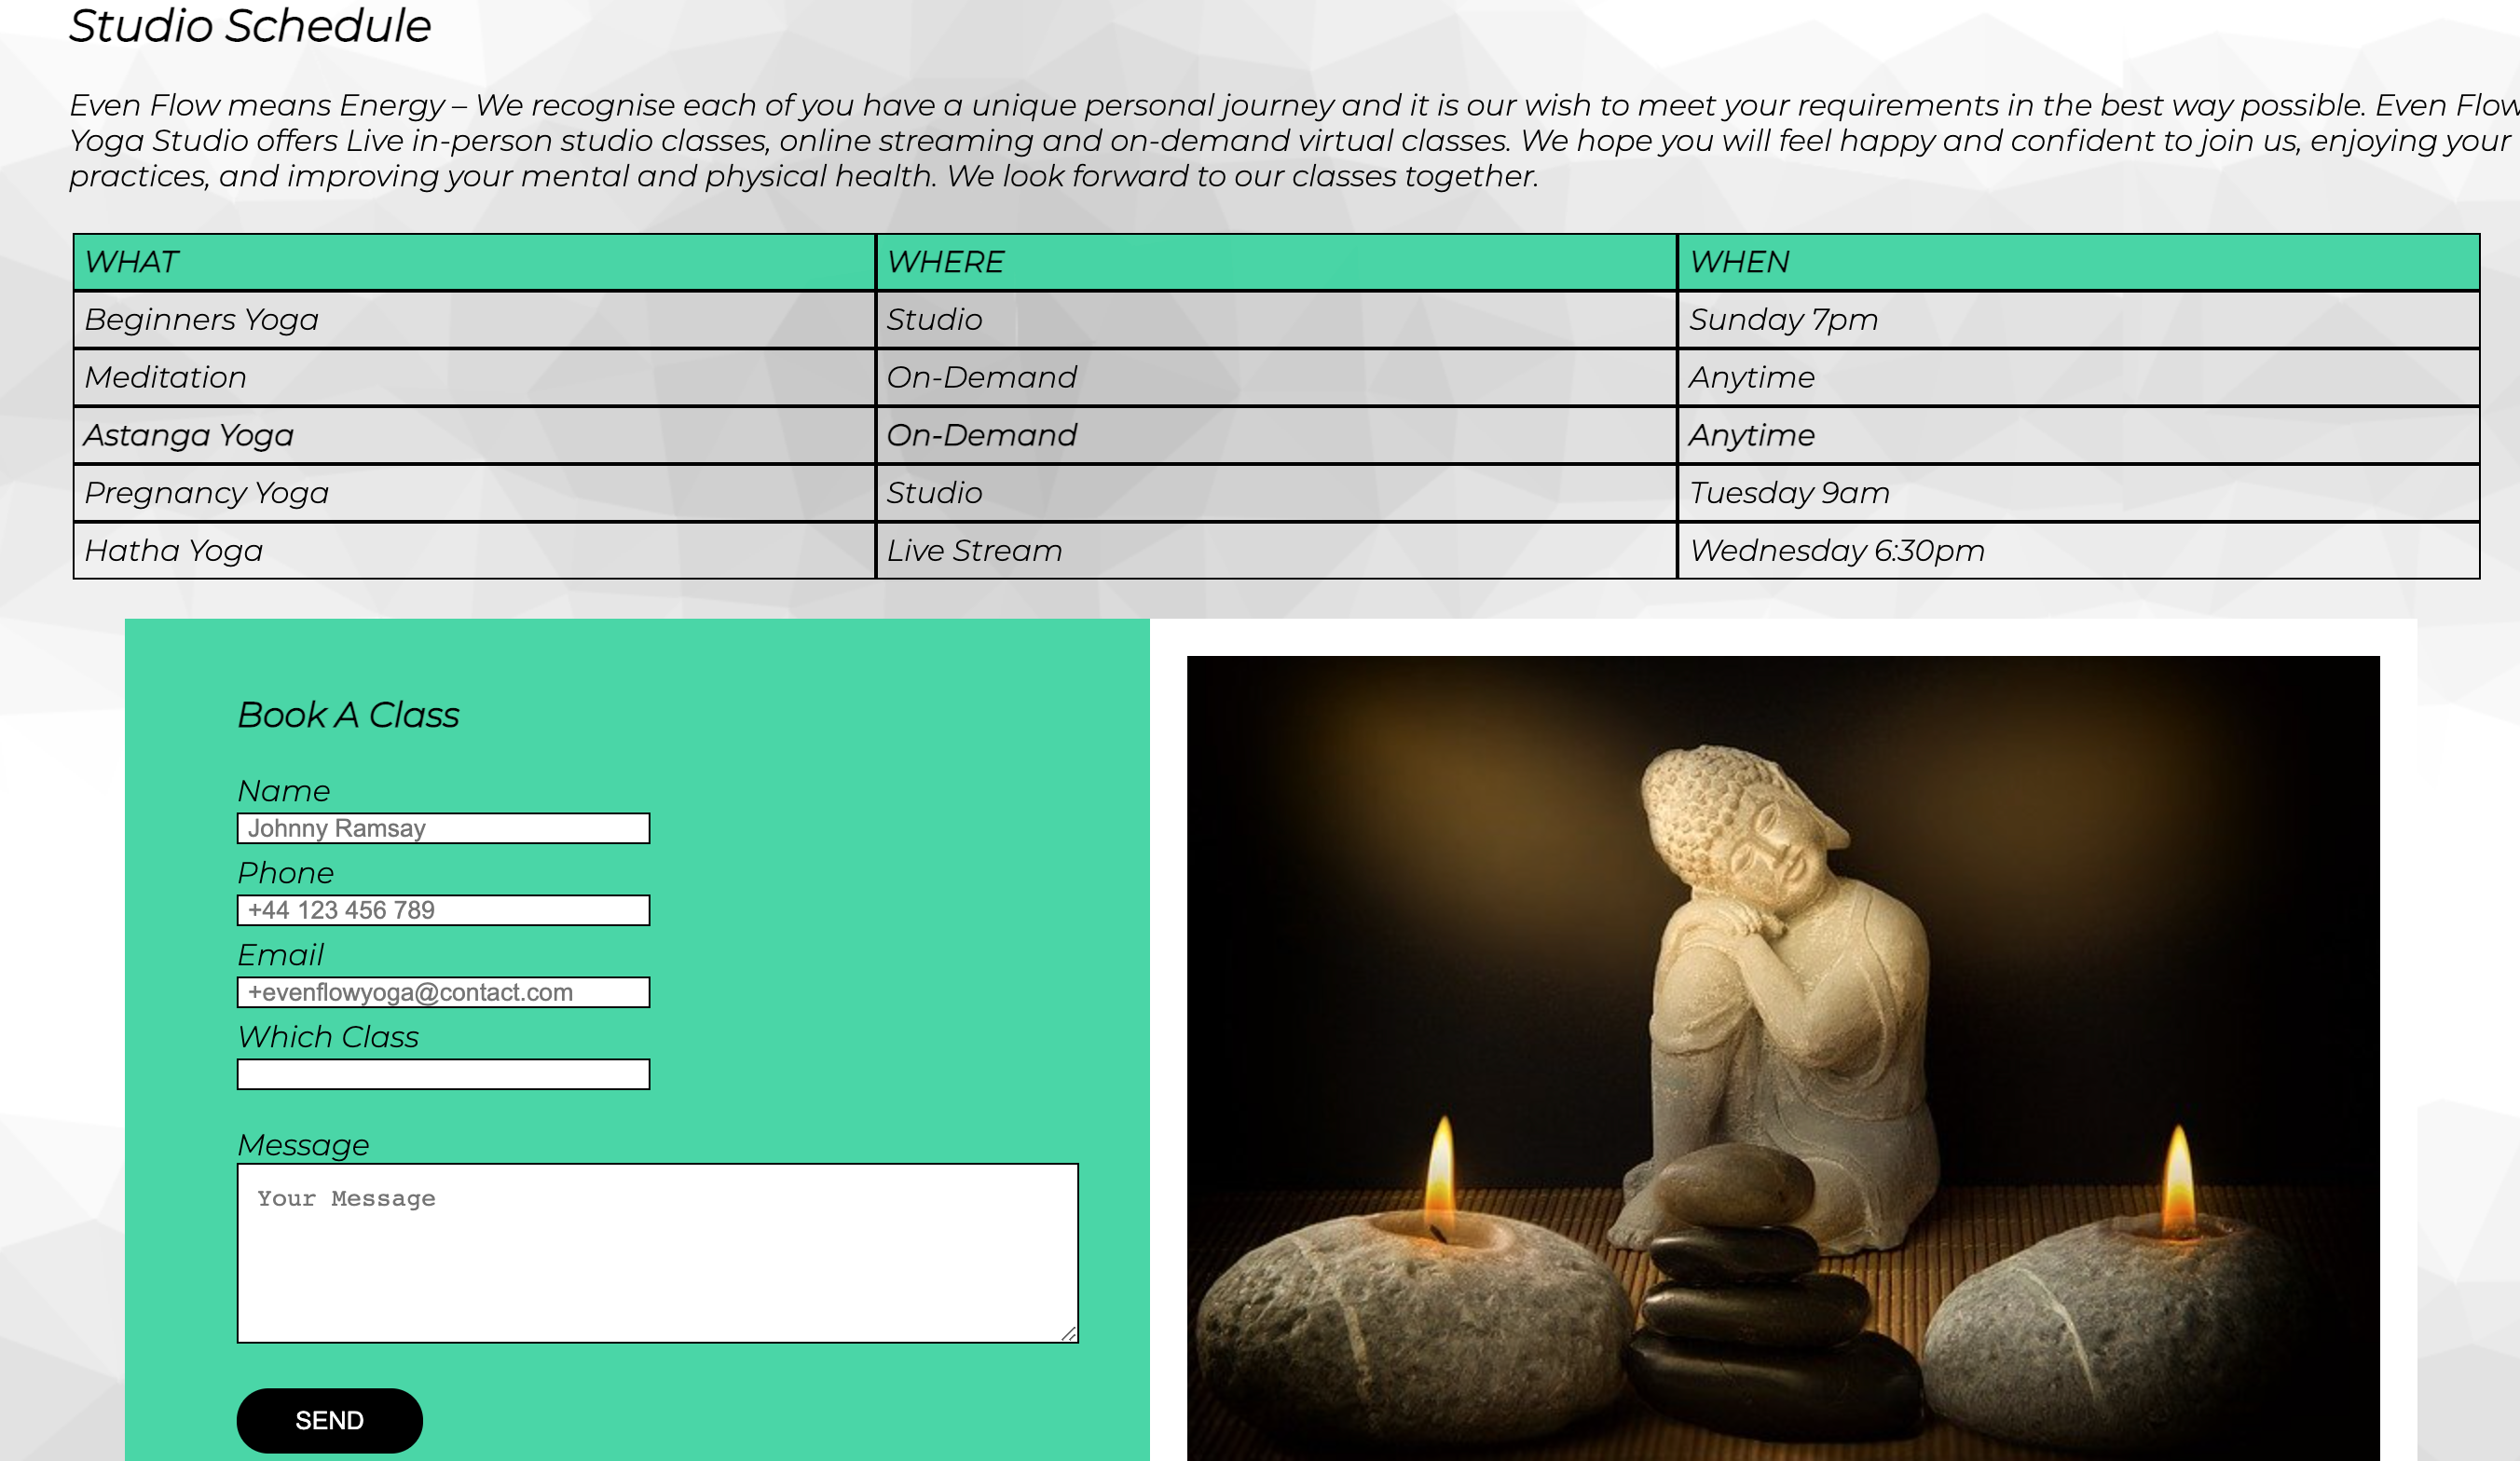 Studio Schedule
Even Flow means Energy – We recognise each of you have a unique personal journey and it is our wish to meet your requirements in the best way possible. Even Flow
Yoga Studio offers Live in-person studio classes, online streaming and on-demand virtual classes. We hope you will feel happy and confident to join us, enjoying your
practices, and improving your mental and physical health. We look forward to our classes together.
WHAT WHERE WHEN
Beginners Yoga Studio Sunday 7pm
Meditation On-Demand Anytime
Astanga Yoga On-Demand Anytime
Pregnancy Yoga Studio Tuesday 9am
Hatha Yoga Live Stream Wednesday 6:30pm
Book A Class
Name
Johnny Ramsay
Phone
+44 123 456 789
Email
+evenflowyoga@contact.com
Which Class
Message
Your Message
SEND